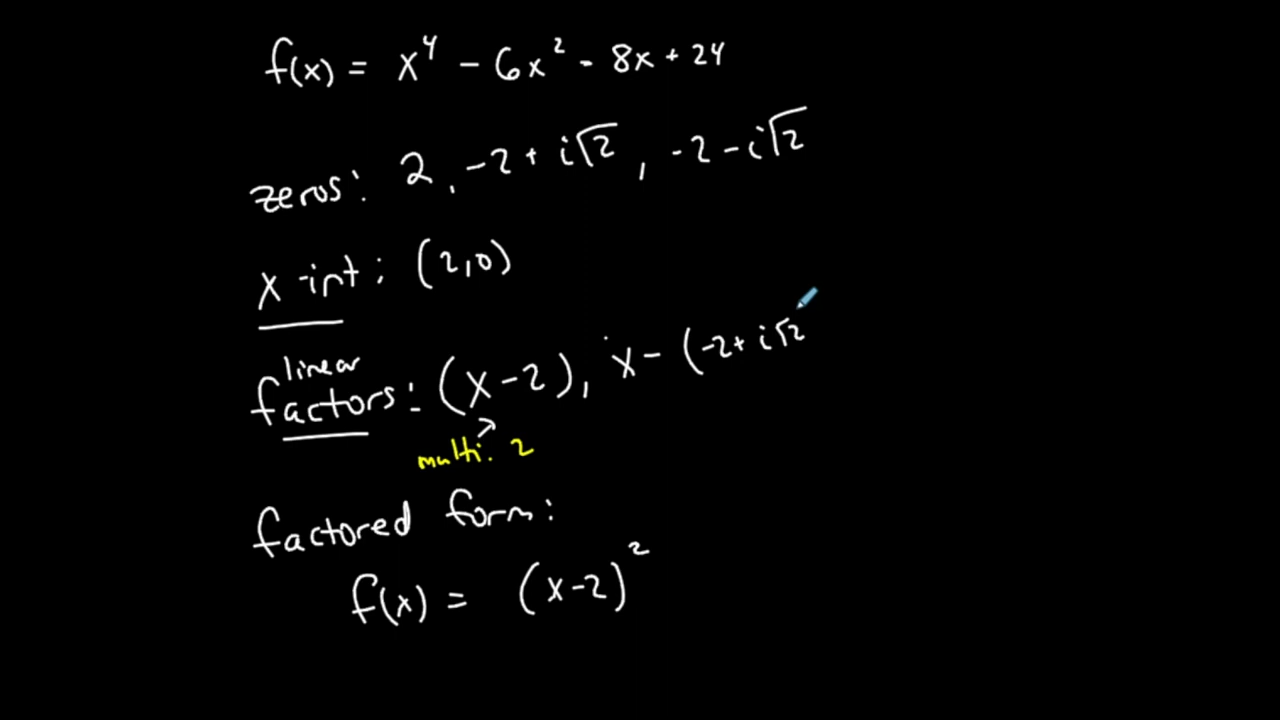 f(x) = x⁴ - 6x² - 8x + 24
zeros: 2, -2 + i√2, -2 - i√2
x-int: (2,0)
linear
factors: (x-2), x - (-2+ i√2
multi. 2
factored form:
f(x) = (x-2)²